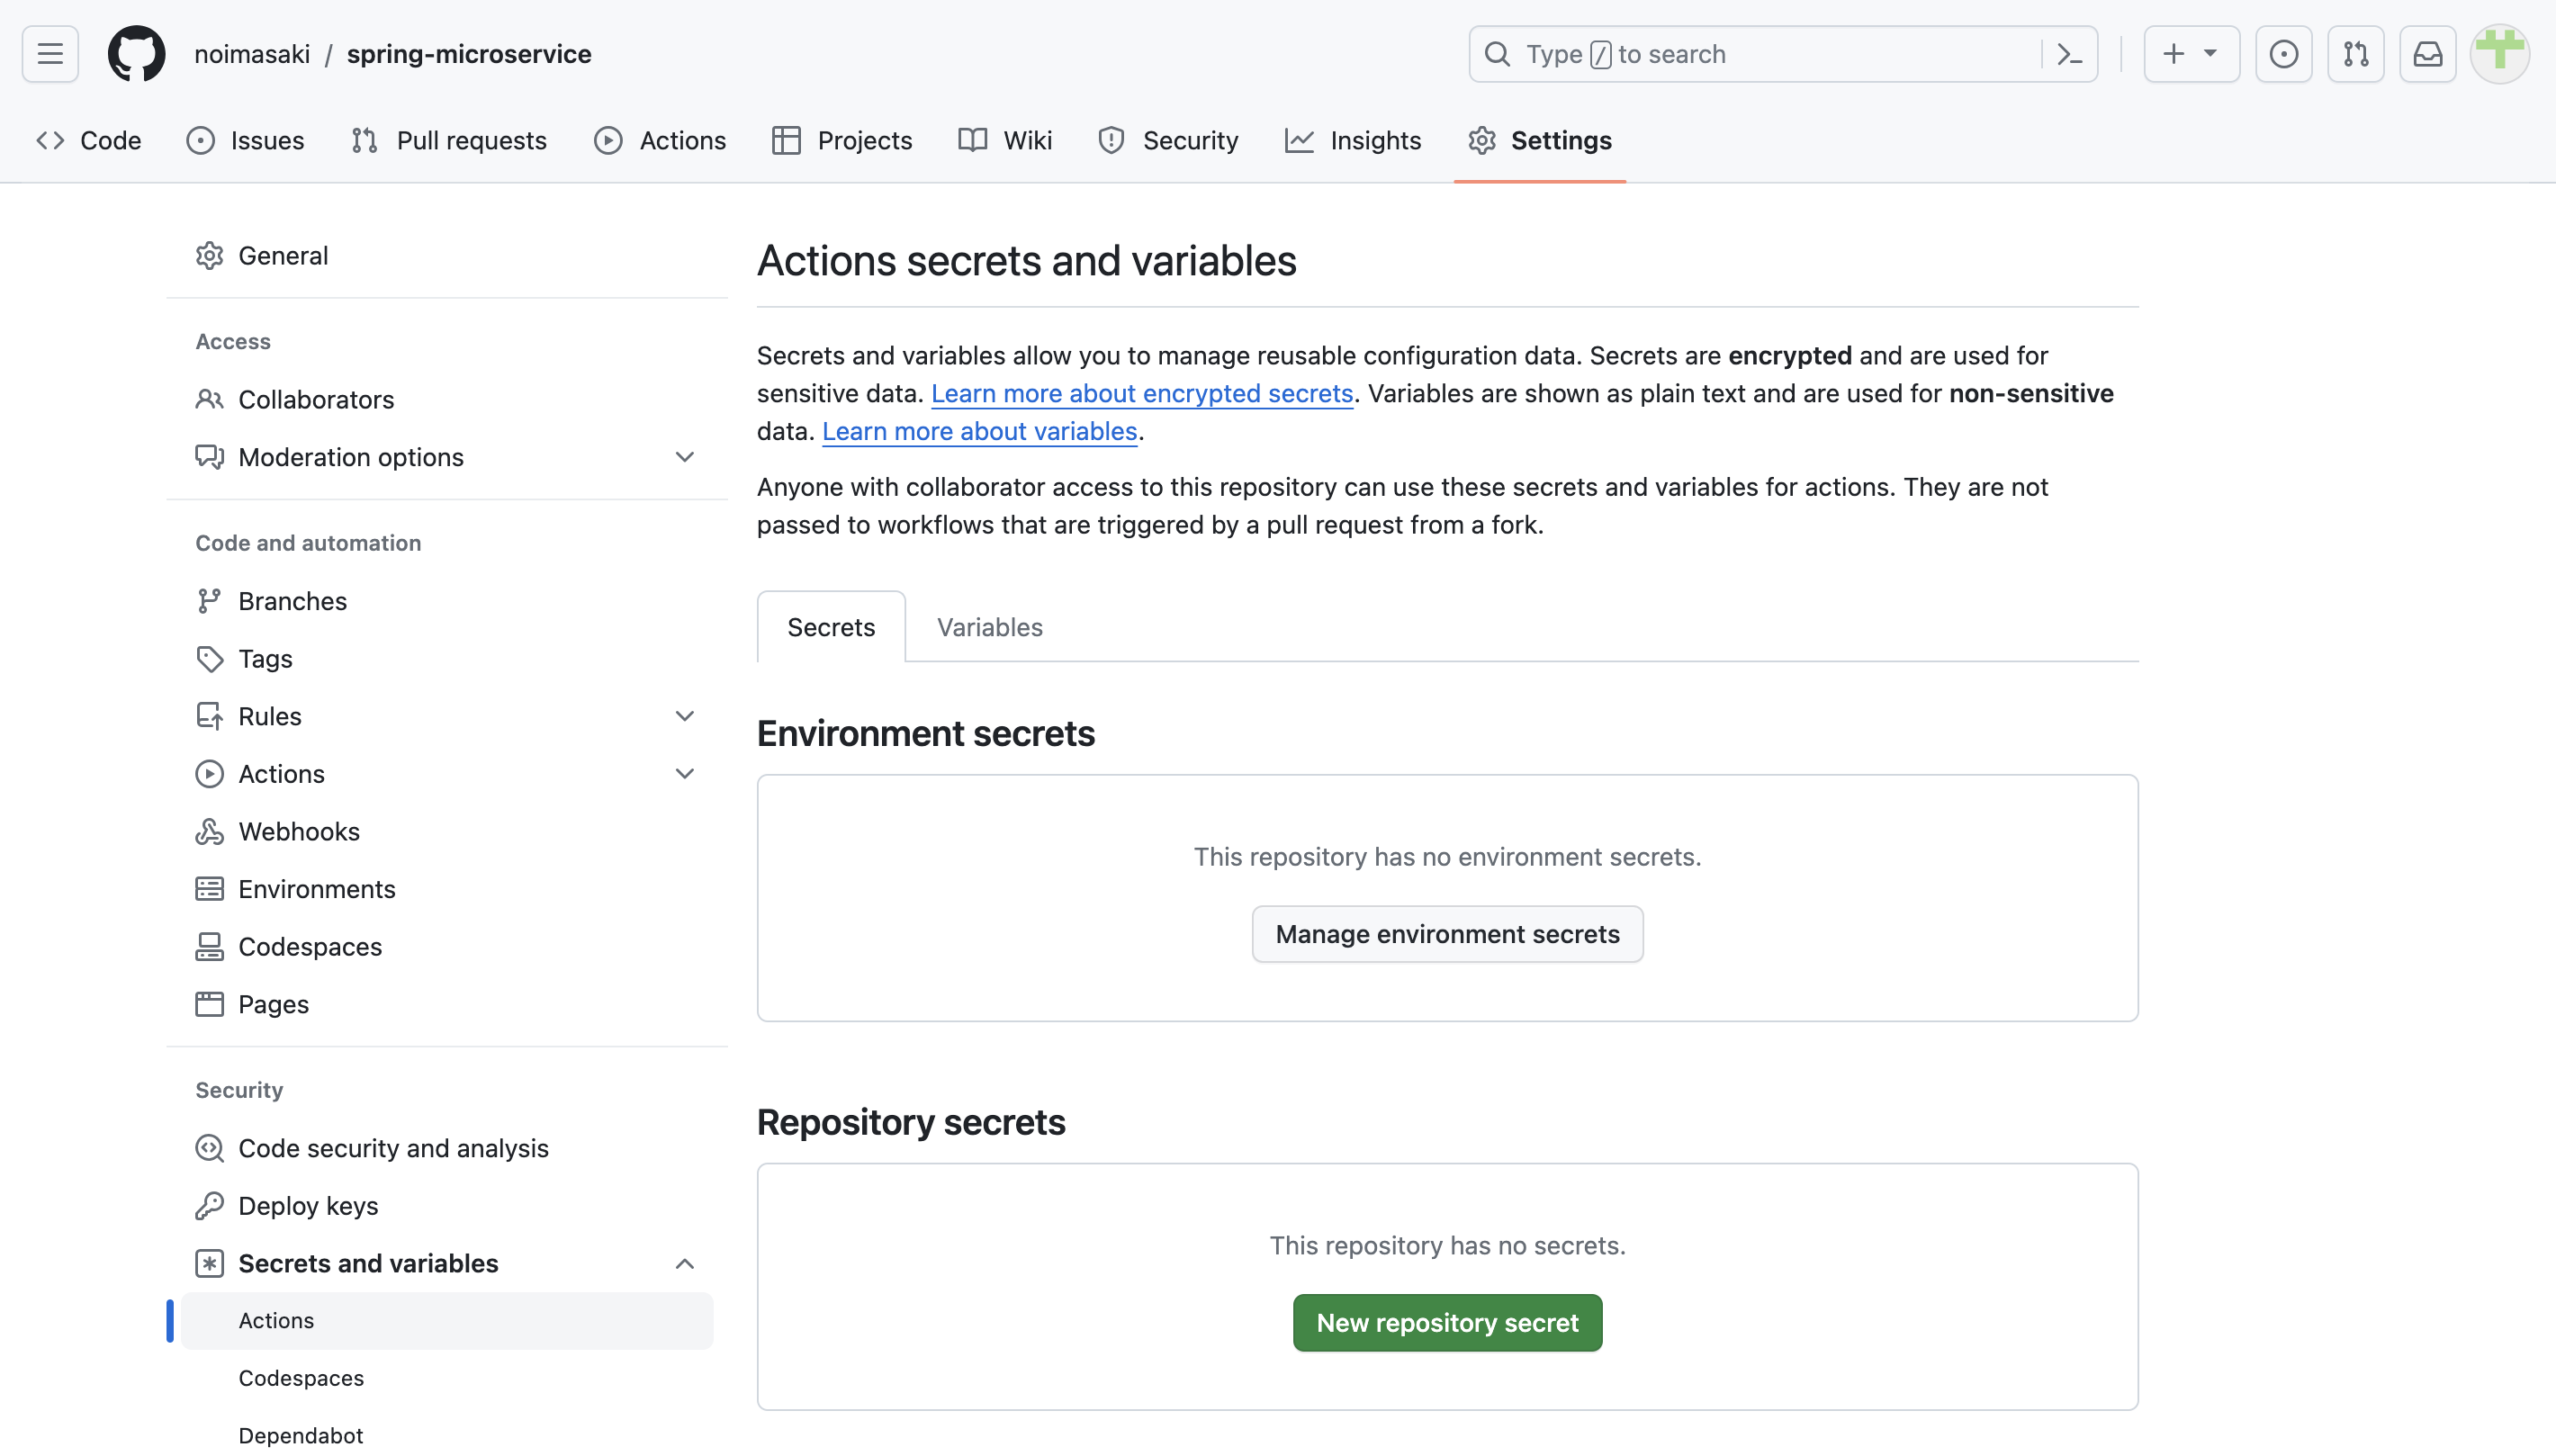 noimasaki / spring-microservice
Type / to search
Code
Issues
Pull requests
Actions
Projects
Wiki
Security
Insights
Settings
General
Access
Collaborators
Moderation options
Code and automation
Branches
Tags
Rules
Actions
Webhooks
Environments
Codespaces
Pages
Security
Code security and analysis
Deploy keys
Secrets and variables
Actions
Codespaces
Dependabot
Actions secrets and variables
Secrets and variables allow you to manage reusable configuration data. Secrets are encrypted and are used for
sensitive data. Learn more about encrypted secrets. Variables are shown as plain text and are used for non-sensitive
data. Learn more about variables.
Anyone with collaborator access to this repository can use these secrets and variables for actions. They are not
passed to workflows that are triggered by a pull request from a fork.
Secrets
Variables
Environment secrets
This repository has no environment secrets.
Manage environment secrets
Repository secrets
This repository has no secrets.
New repository secret